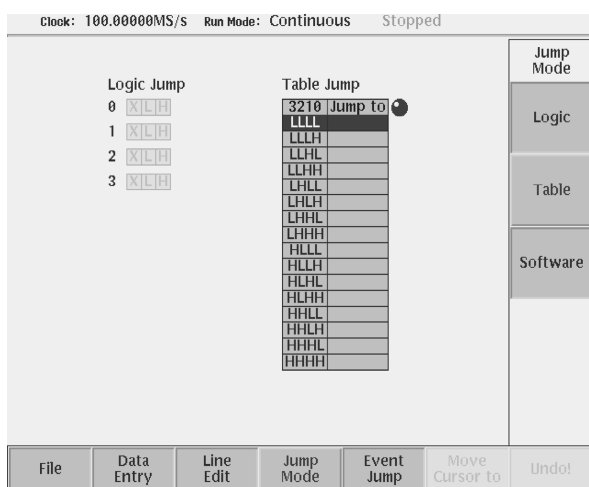 Clock: 100.00000MS/s Run Mode: Continuous Stopped
Jump
Mode
Logic Jump
0 X L H
1 X L H
2 X L H
3 X L H
Table Jump
3210 Jump to
LLLL
LLLH
LLHL
LLHH
LHLL
LHLH
LHHL
LHHH
HLLL
HLLH
HLHL
HLHH
HHLL
HHLH
HHHL
HHHH
Logic
Table
Software
File
Data
Entry
Line
Edit
Jump
Mode
Event
Jump
Move
Cursor to
Undo!